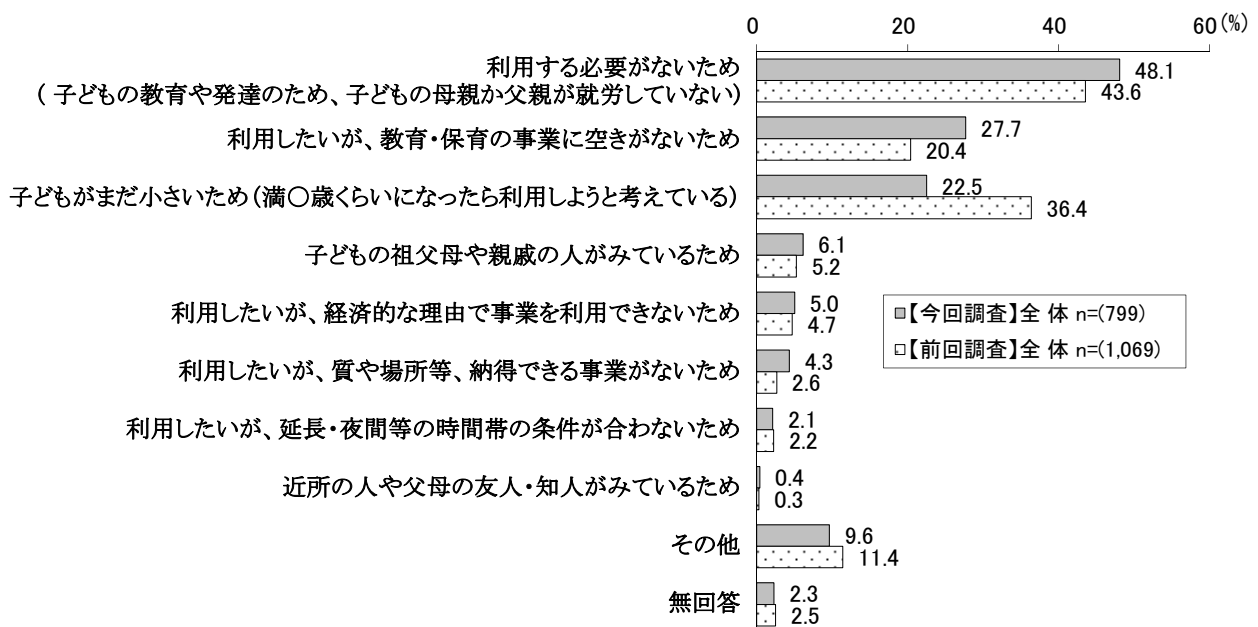 0 20 40 60 (%)
利用する必要がないため
（ 子どもの教育や発達のため、子どもの母親か父親が就労していない）
48.1
43.6
利用したいが、教育・保育の事業に空きがないため
27.7
20.4
子どもがまだ小さいため（満〇歳くらいになったら利用しようと考えている）
22.5
36.4
子どもの祖父母や親戚の人がみているため
6.1
5.2
利用したいが、経済的な理由で事業を利用できないため
5.0
4.7
利用したいが、質や場所等、納得できる事業がないため
4.3
2.6
利用したいが、延長・夜間等の時間帯の条件が合わないため
2.1
2.2
近所の人や父母の友人・知人がみているため
0.4
0.3
その他
9.6
11.4
無回答
2.3
2.5
【今回調査】全 体 n=(799)
【前回調査】全 体 n=(1,069)